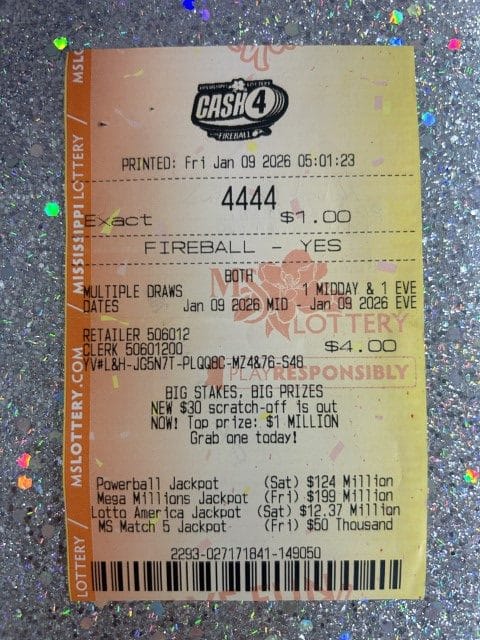 MISSISSIPPI LOTTERY
CASH 4
FIREBALL
PRINTED: Fri Jan 09 2026 05:01:23
4444
Exact $1.00
FIREBALL - YES
BOTH
MULTIPLE DRAWS 1 MIDDAY & 1 EVE
DATES Jan 09 2026 MID - Jan 09 2026 EVE
MS
LOTTERY
RETAILER 506012
CLERK 50601200 $4.00
YV#L&H-JG5N7T-PLQQ8C-MZ4&76-S48
PLAYRESPONSIBLY
BIG STAKES, BIG PRIZES
NEW $30 scratch-off is out
NOW! Top prize: $1 MILLION
Grab one today!
Powerball Jackpot (Sat) $124 Million
Mega Millions Jackpot (Fri) $199 Million
Lotto America Jackpot (Sat) $12.37 Million
MS Match 5 Jackpot (Fri) $50 Thousand
2293-027171841-149050
LOTTERY / MSLOTTERY.COM / MISSISSIPPI LOTTERY / MSLO